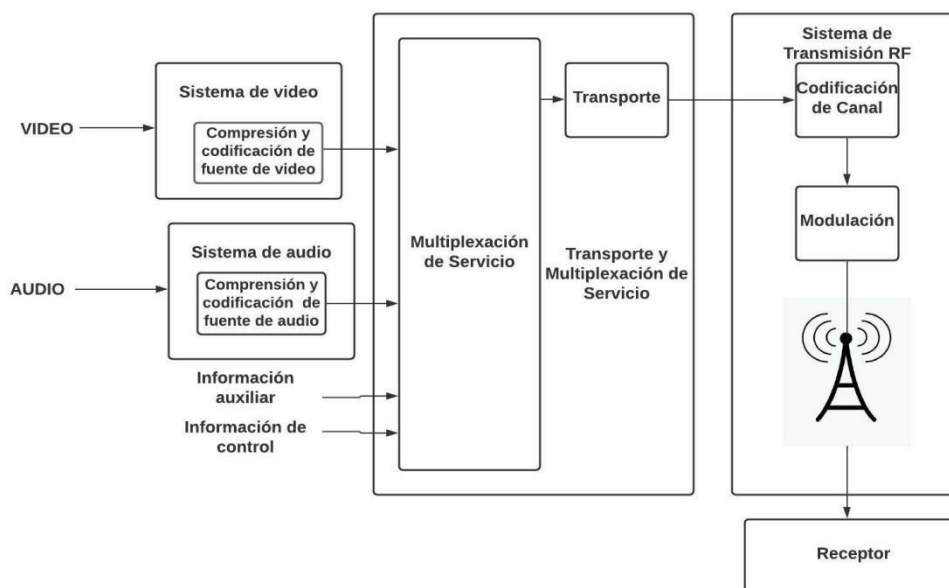 VIDEO
Sistema de video
Compresión y
codificación de
fuente de video
AUDIO
Sistema de audio
Comprensión y
codificación  de
fuente de audio
Información
auxiliar
Información de
control
Multiplexación
de Servicio
Transporte
Transporte y
Multiplexación de
Servicio
Sistema de
Transmisión RF
Codificación
de Canal
Modulación
Receptor